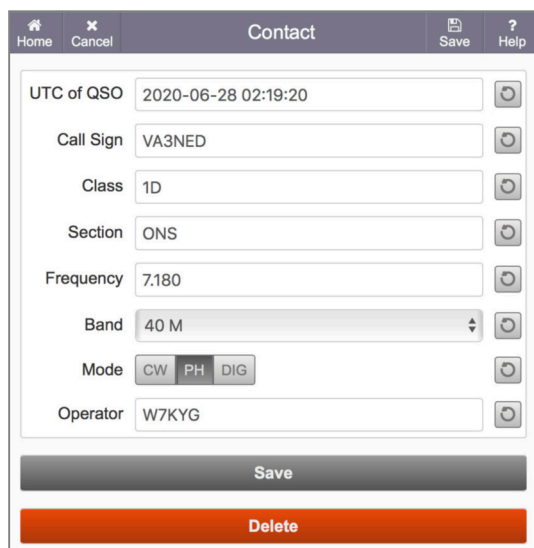 Home Cancel Contact Save ? Help
UTC of QSO 2020-06-28 02:19:20
Call Sign VA3NED
Class 1D
Section ONS
Frequency 7.180
Band 40 M
Mode CW PH DIG
Operator W7KYG
Save
Delete